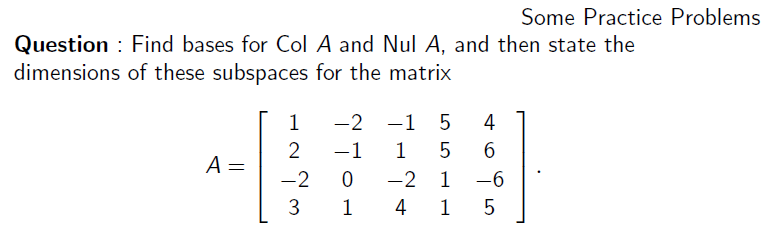 Some Practice Problems
Question : Find bases for Col A and Nul A, and then state the
dimensions of these subspaces for the matrix
A = [ 1 −2 −1 5 4
2 −1 1 5 6
−2 0 −2 1 −6
3 1 4 1 5 ] .